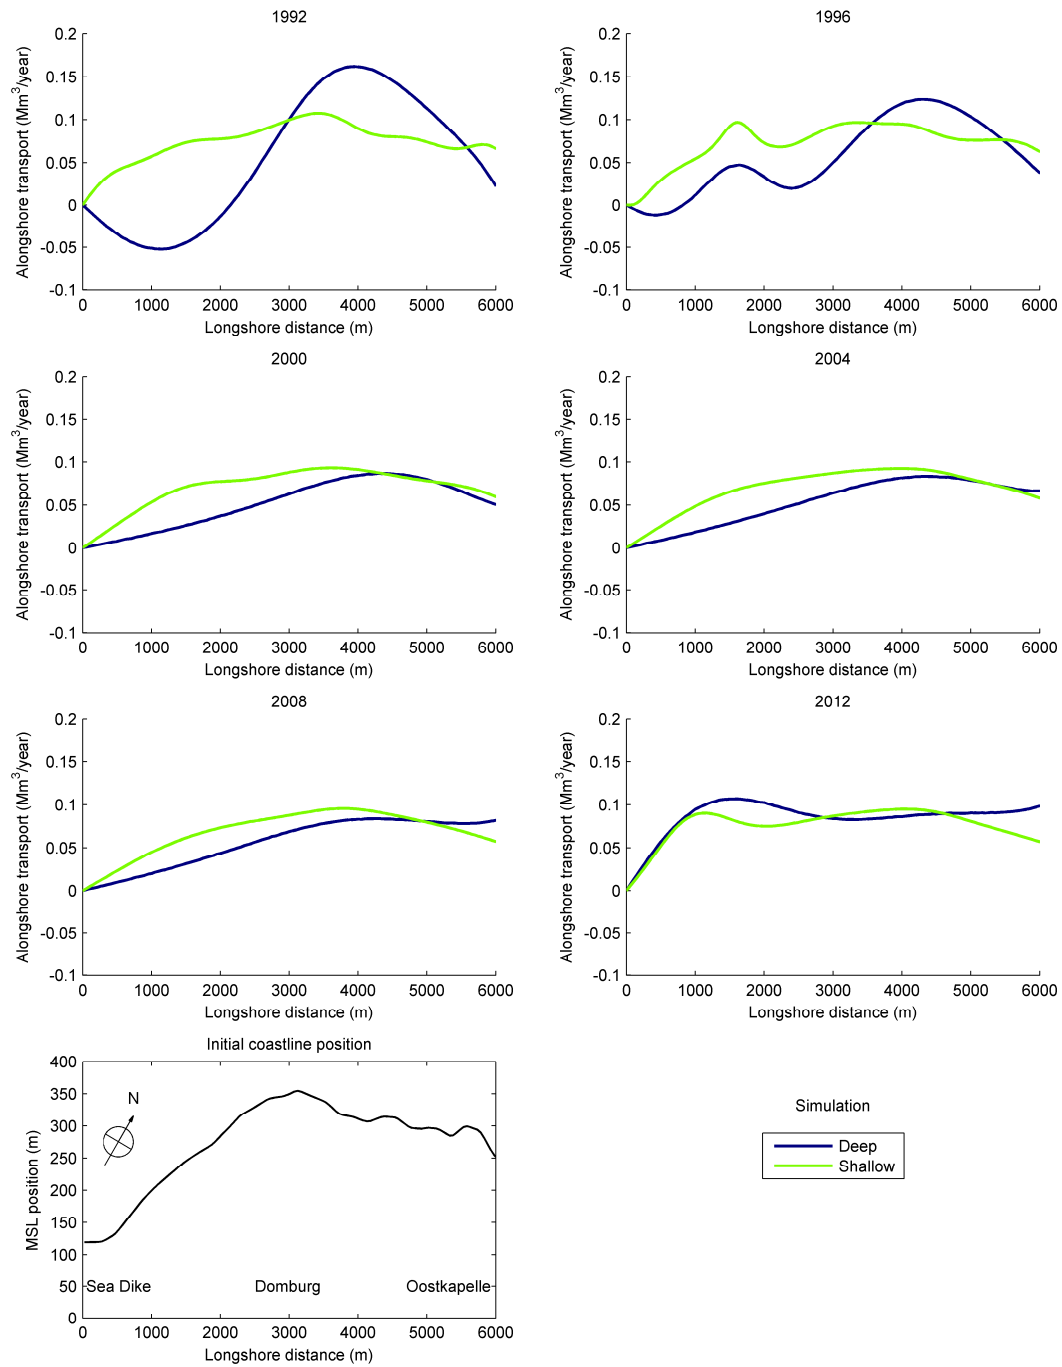 1992
0.2
0.15
0.1
0.05
0
-0.05
-0.1
Alongshore transport (Mm³/year)
0 1000 2000 3000 4000 5000 6000
Longshore distance (m)
1996
0.2
0.15
0.1
0.05
0
-0.05
-0.1
Alongshore transport (Mm³/year)
0 1000 2000 3000 4000 5000 6000
Longshore distance (m)
2000
0.2
0.15
0.1
0.05
0
-0.05
-0.1
Alongshore transport (Mm³/year)
0 1000 2000 3000 4000 5000 6000
Longshore distance (m)
2004
0.2
0.15
0.1
0.05
0
-0.05
-0.1
Alongshore transport (Mm³/year)
0 1000 2000 3000 4000 5000 6000
Longshore distance (m)
2008
0.2
0.15
0.1
0.05
0
-0.05
-0.1
Alongshore transport (Mm³/year)
0 1000 2000 3000 4000 5000 6000
Longshore distance (m)
2012
0.2
0.15
0.1
0.05
0
-0.05
-0.1
Alongshore transport (Mm³/year)
0 1000 2000 3000 4000 5000 6000
Longshore distance (m)
Initial coastline position
400
350
300
250
200
150
100
50
0
MSL position (m)
N
Sea Dike Domburg Oostkapelle
0 1000 2000 3000 4000 5000 6000
Longshore distance (m)
Simulation
Deep
Shallow